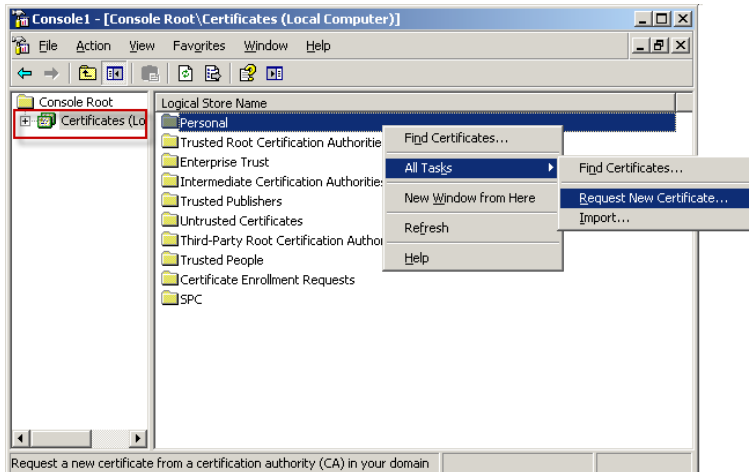 Console1 - [Console Root\Certificates (Local Computer)]
File Action View Favorites Window Help
Console Root
Certificates (Lo
Logical Store Name
Personal
Trusted Root Certification Authoritie
Enterprise Trust
Intermediate Certification Authorities
Trusted Publishers
Untrusted Certificates
Third-Party Root Certification Author
Trusted People
Certificate Enrollment Requests
SPC
Find Certificates...
All Tasks
New Window from Here
Refresh
Help
Find Certificates...
Request New Certificate...
Import...
Request a new certificate from a certification authority (CA) in your domain